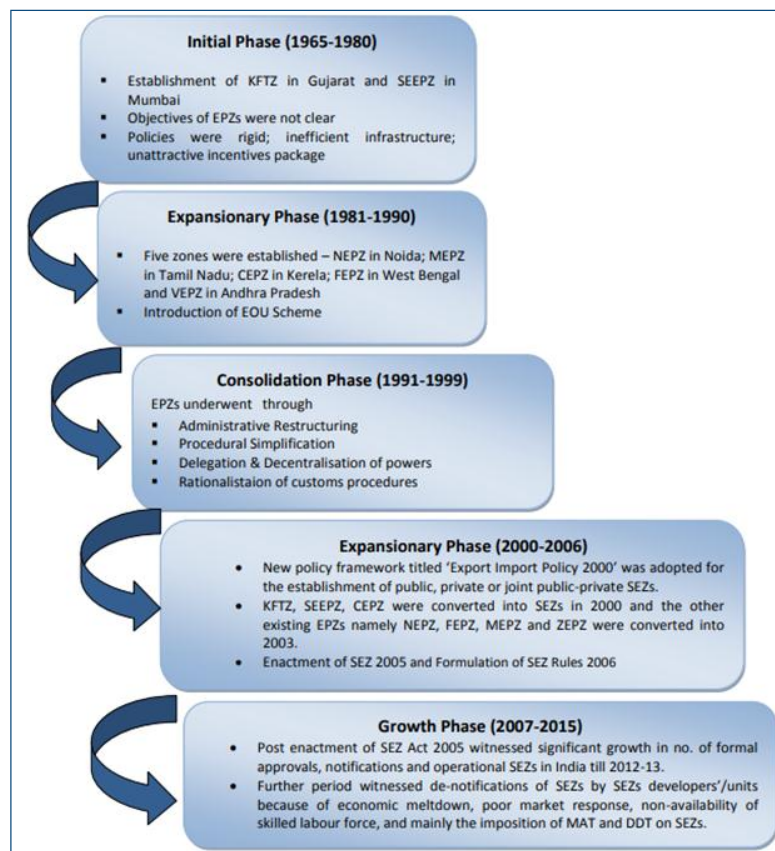 Initial Phase (1965-1980)
▪ Establishment of KFTZ in Gujarat and SEEPZ in
Mumbai
▪ Objectives of EPZs were not clear
▪ Policies were rigid; inefficient infrastructure;
unattractive incentives package
Expansionary Phase (1981-1990)
▪ Five zones were established – NEPZ in Noida; MEPZ
in Tamil Nadu; CEPZ in Kerela; FEPZ in West Bengal
and VEPZ in Andhra Pradesh
▪ Introduction of EOU Scheme
Consolidation Phase (1991-1999)
EPZs underwent through
▪ Administrative Restructuring
▪ Procedural Simplification
▪ Delegation & Decentralisation of powers
▪ Rationalistaion of customs procedures
Expansionary Phase (2000-2006)
• New policy framework titled ‘Export Import Policy 2000’ was adopted for
the establishment of public, private or joint public-private SEZs.
• KFTZ, SEEPZ, CEPZ were converted into SEZs in 2000 and the other
existing EPZs namely NEPZ, FEPZ, MEPZ and ZEPZ were converted into
2003.
• Enactment of SEZ 2005 and Formulation of SEZ Rules 2006
Growth Phase (2007-2015)
• Post enactment of SEZ Act 2005 witnessed significant growth in no. of formal
approvals, notifications and operational SEZs in India till 2012-13.
• Further period witnessed de-notifications of SEZs by SEZs developers’/units
because of economic meltdown, poor market response, non-availability of
skilled labour force, and mainly the imposition of MAT and DDT on SEZs.